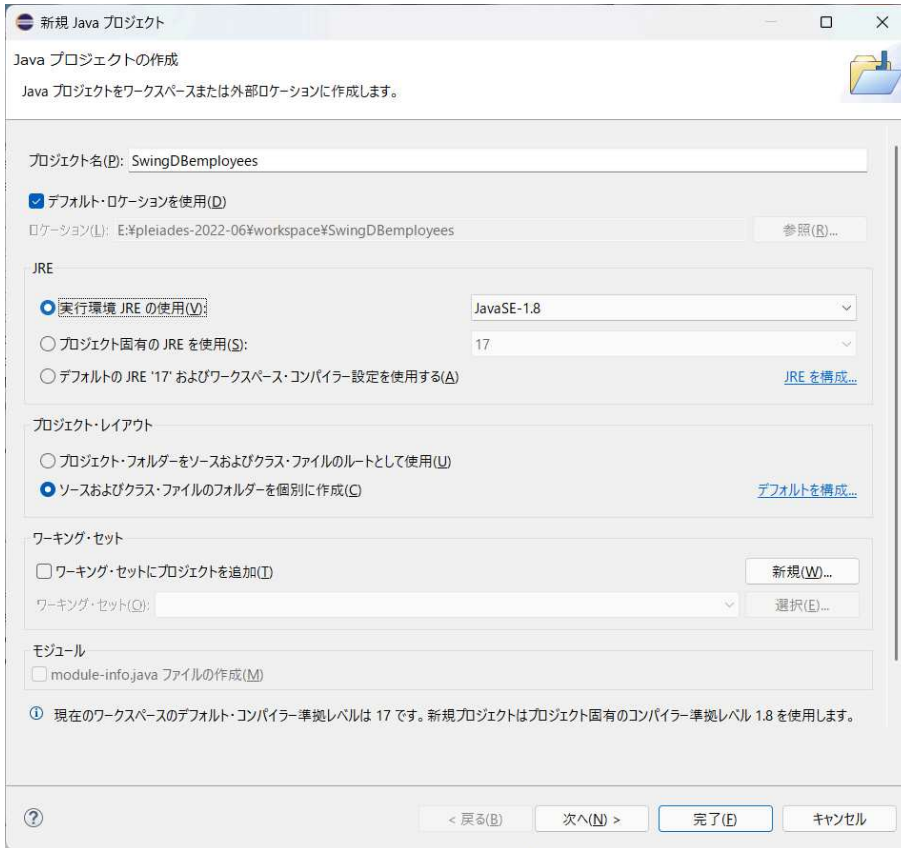 新規 Java プロジェクト
Java プロジェクトの作成
Java プロジェクトをワークスペースまたは外部ロケーションに作成します。
プロジェクト名(P): SwingDBemployees
デフォルト・ロケーションを使用(D)
ロケーション(L): E:¥pleiades-2022-06¥workspace¥SwingDBemployees 参照(R)...
JRE
実行環境 JRE の使用(V): JavaSE-1.8
プロジェクト固有の JRE を使用(S): 17
デフォルトの JRE '17' およびワークスペース・コンパイラー設定を使用する(A) JRE を構成...
プロジェクト・レイアウト
プロジェクト・フォルダーをソースおよびクラス・ファイルのルートとして使用(U)
ソースおよびクラス・ファイルのフォルダーを個別に作成(C) デフォルトを構成...
ワーキング・セット
ワーキング・セットにプロジェクトを追加(T) 新規(W)...
ワーキング・セット(O): 選択(E)...
モジュール
module-info.java ファイルの作成(M)
現在のワークスペースのデフォルト・コンパイラー準拠レベルは 17 です。新規プロジェクトはプロジェクト固有のコンパイラー準拠レベル 1.8 を使用します。
? < 戻る(B) 次へ(N) > 完了(F) キャンセル